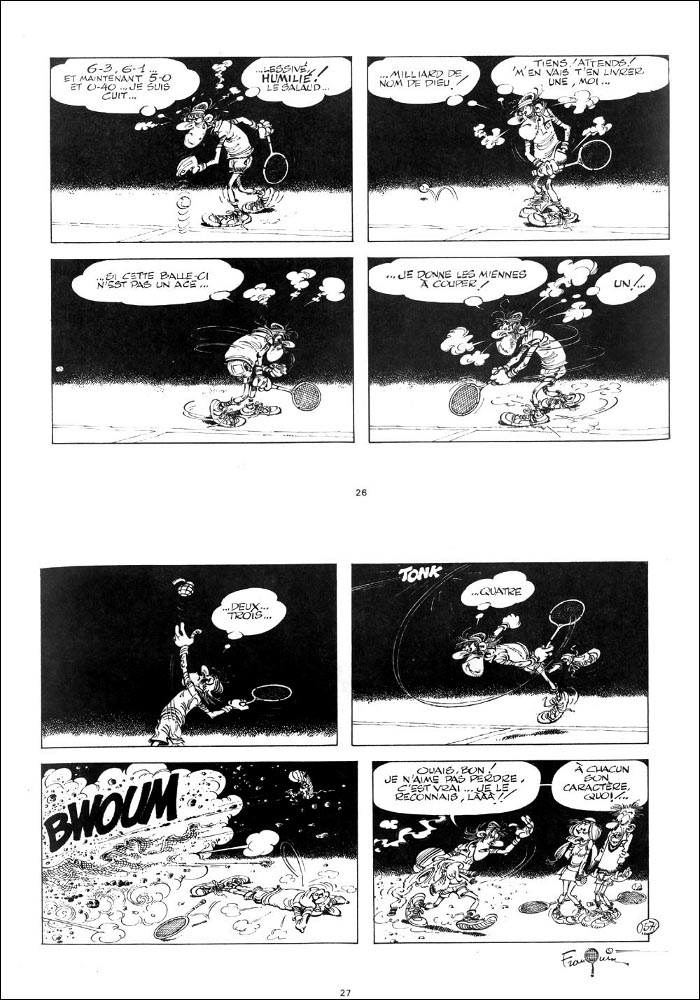 6-3, 6-1...
ET MAINTENANT 5-0
ET 0-40... JE SUIS
CUIT...
...LESSIVÉ,
HUMILIÉ!
LE SALAUD...
...MILLIARD DE
NOM DE DIEU!
TIENS! ATTENDS!
M'EN VAIS T'EN LIVRER
UNE, MOI...
...SI CETTE BALLE-CI
N'EST PAS UN ACE...
...JE DONNE LES MIENNES
À COUPER!
UN!...
26
...DEUX...
TROIS...
TONK
...QUATRE
BWOUM
OUAIS, BON!
JE N'AIME PAS PERDRE,
C'EST VRAI... JE LE
RECONNAIS, LÀÀÀ!!
À CHACUN
SON
CARACTÈRE,
QUOI!...
57
Franquin
27